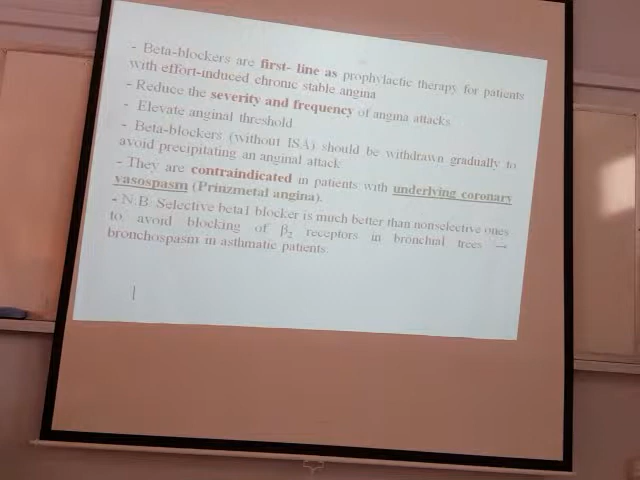 - Beta-blockers are first- line as prophylactic therapy for patients
with effort-induced chronic stable angina
- Reduce the severity and frequency of angina attacks
- Elevate anginal threshold
- Beta-blockers (without ISA) should be withdrawn gradually to
avoid precipitating an anginal attack
- They are contraindicated in patients with underlying coronary
vasospasm (Prinzmetal angina).
- N.B. Selective beta1 blocker is much better than nonselective ones
to avoid blocking of β₂ receptors in bronchial trees →
bronchospasm in asthmatic patients.